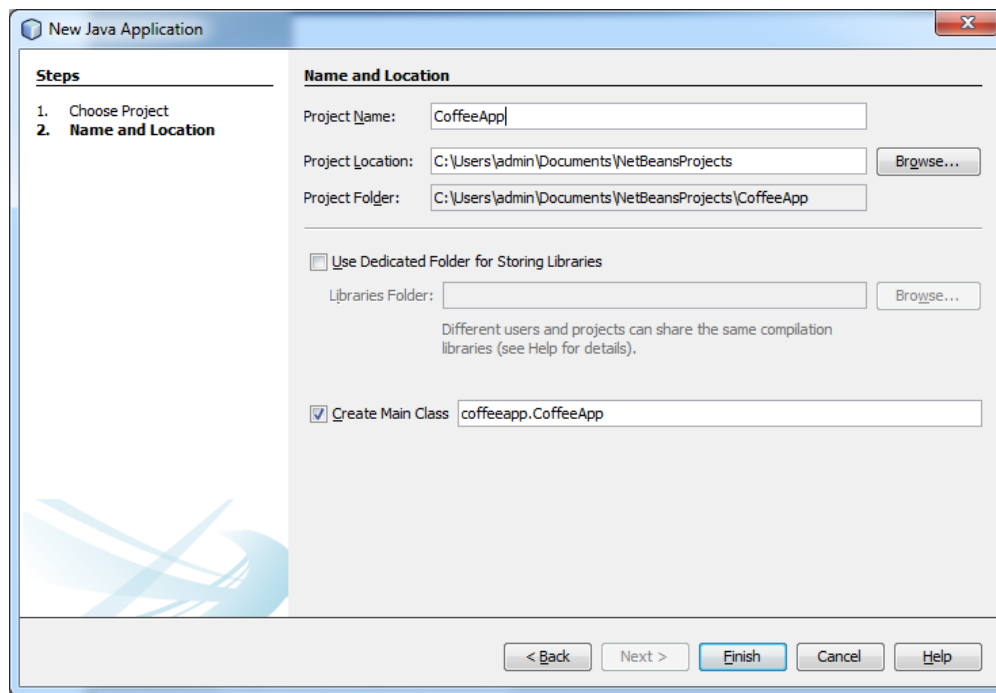 New Java Application
Steps
1. Choose Project
2. Name and Location
Name and Location
Project Name: CoffeeApp
Project Location: C:\Users\admin\Documents\NetBeansProjects Browse...
Project Folder: C:\Users\admin\Documents\NetBeansProjects\CoffeeApp
Use Dedicated Folder for Storing Libraries
Libraries Folder: Browse...
Different users and projects can share the same compilation
libraries (see Help for details).
Create Main Class coffeeapp.CoffeeApp
< Back Next > Finish Cancel Help